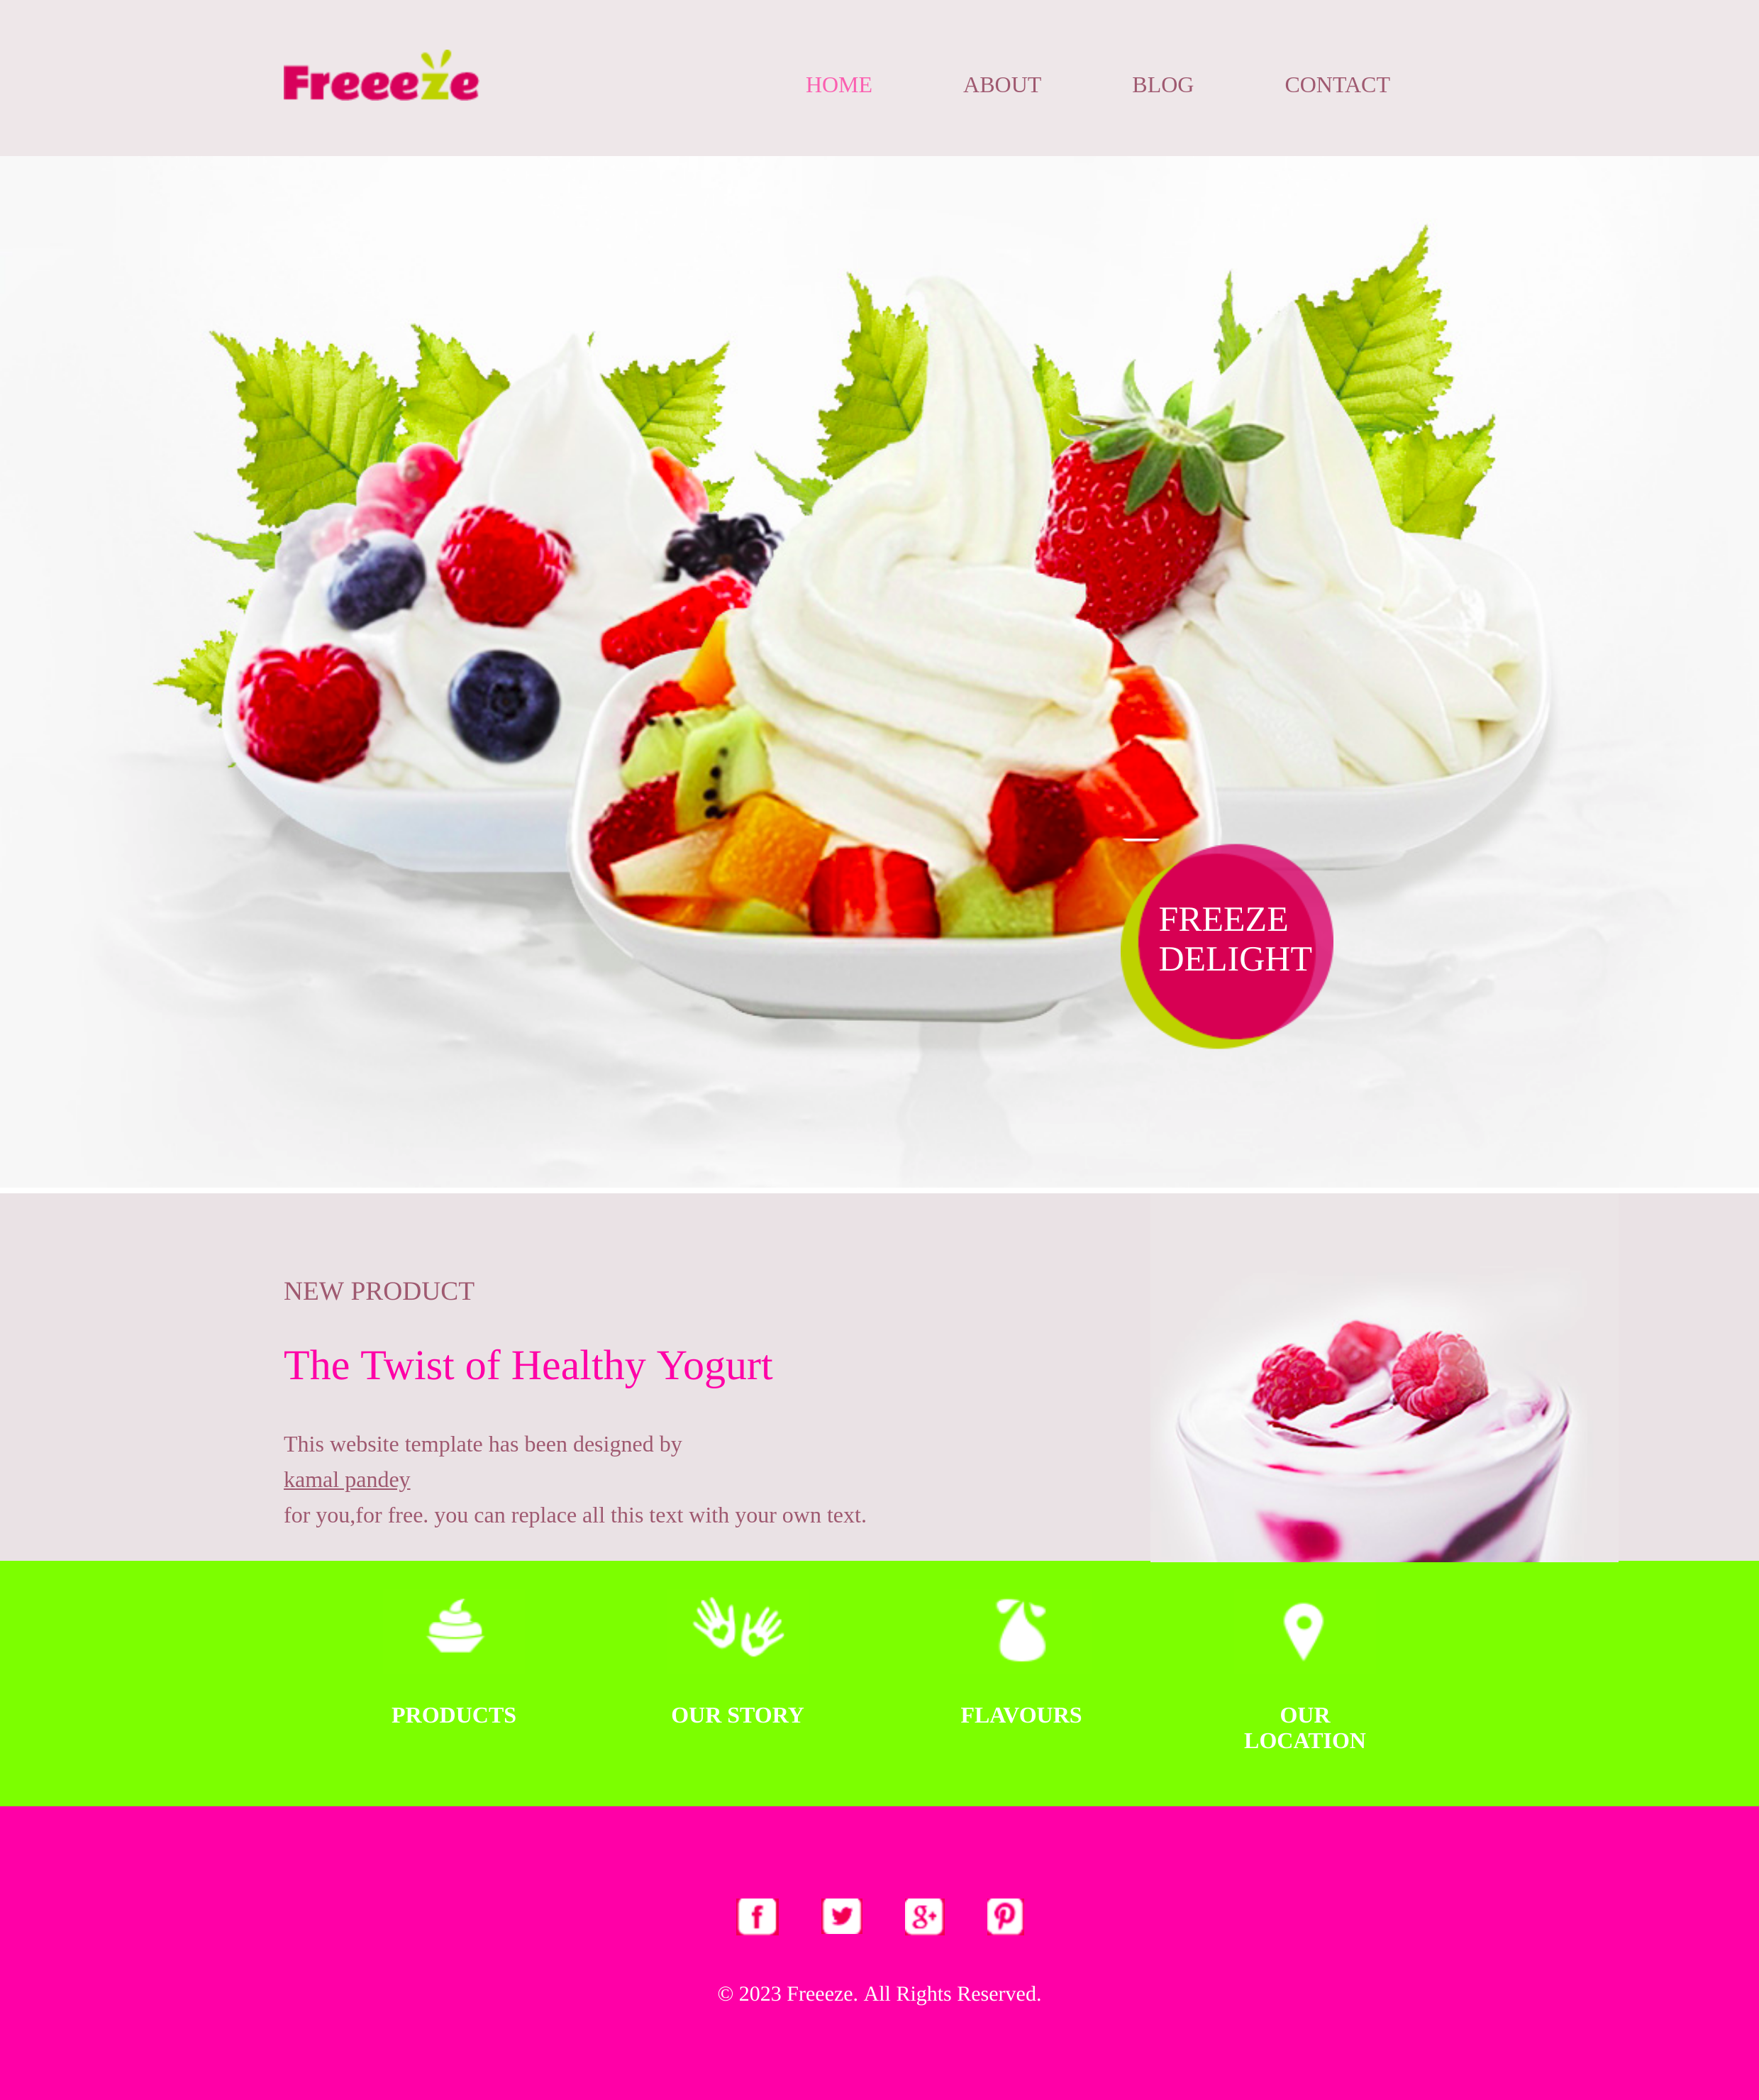 Freeeze
HOME ABOUT BLOG CONTACT
FREEZE
DELIGHT
NEW PRODUCT
The Twist of Healthy Yogurt
This website template has been designed by
kamal pandey
for you,for free. you can replace all this text with your own text.
PRODUCTS OUR STORY FLAVOURS OUR
LOCATION
f g+ p
© 2023 Freeeze. All Rights Reserved.